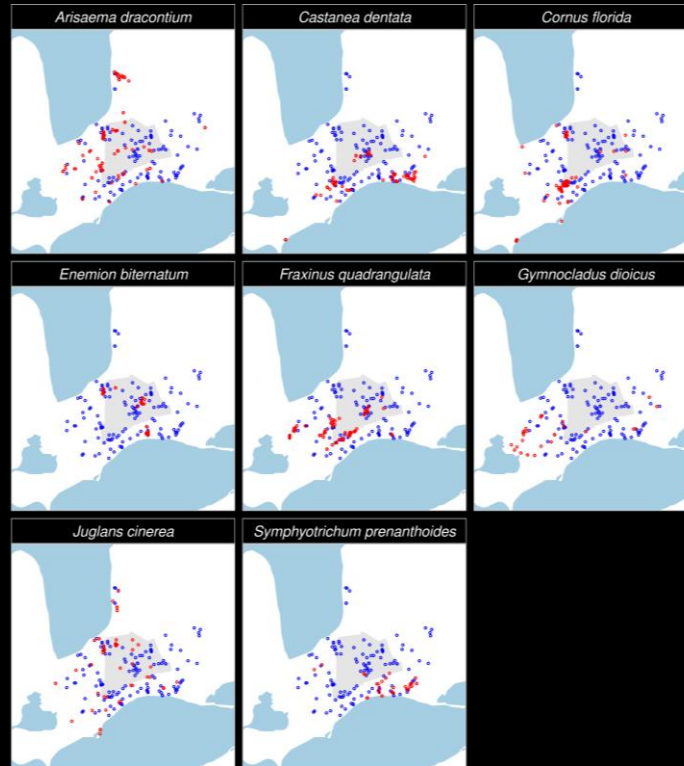 Arisaema dracontium
Castanea dentata
Cornus florida
Enemion biternatum
Fraxinus quadrangulata
Gymnocladus dioicus
Juglans cinerea
Symphyotrichum prenanthoides